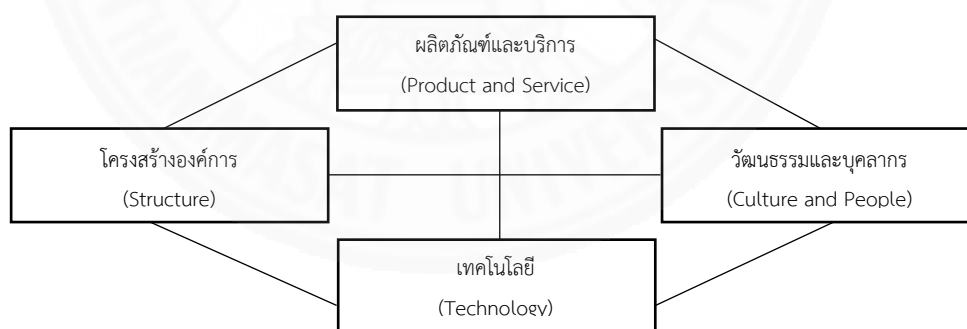 ผลิตภัณฑ์และบริการ
(Product and Service)
โครงสร้างองค์การ
(Structure)
วัฒนธรรมและบุคลากร
(Culture and People)
เทคโนโลยี
(Technology)